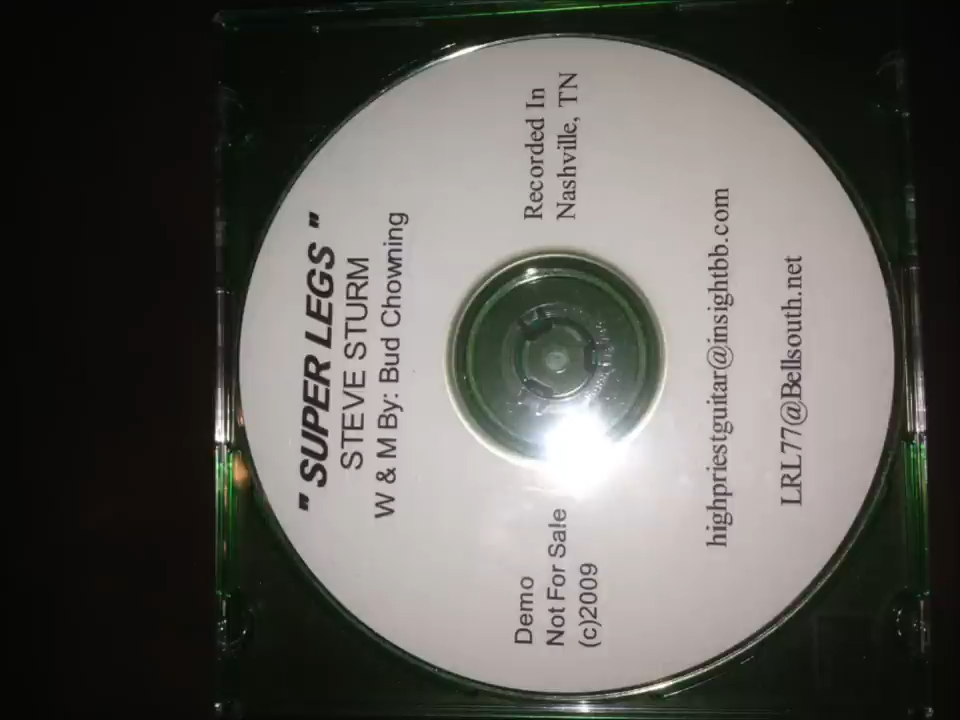 " SUPER LEGS "
STEVE STURM
W & M By: Bud Chowning
Demo
Not For Sale
(c)2009
Recorded In
Nashville, TN
highpriestguitar@insightbb.com
LRL77@Bellsouth.net